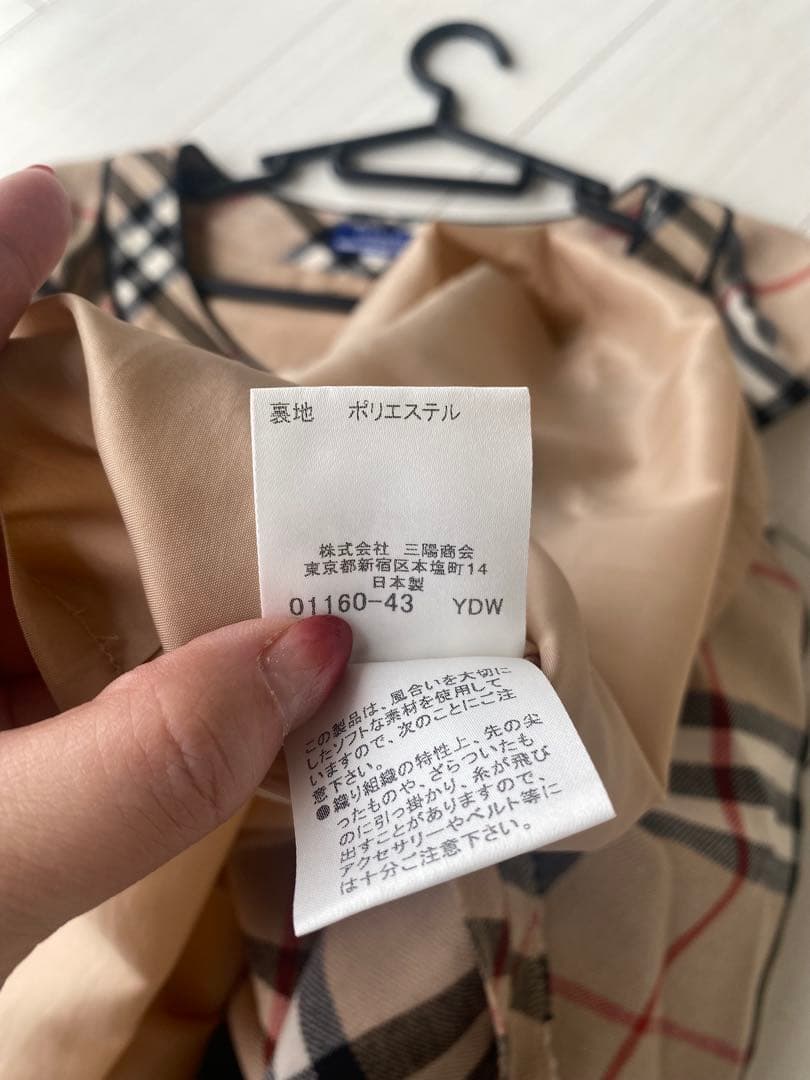 裏地 ポリエステル
株式会社 三陽商会
東京都新宿区本塩町14
日本製
01160-43 YDW
この製品は、風合いを大切に
したソフトな素材を使用して
いますので、次のことにご注
意下さい。
●織り組織の特性上、先の尖
ったものや、ざらついたも
のに引っ掛かり、糸が飛び
出すことがありますので、
アクセサリーやベルト等に
は十分ご注意下さい。